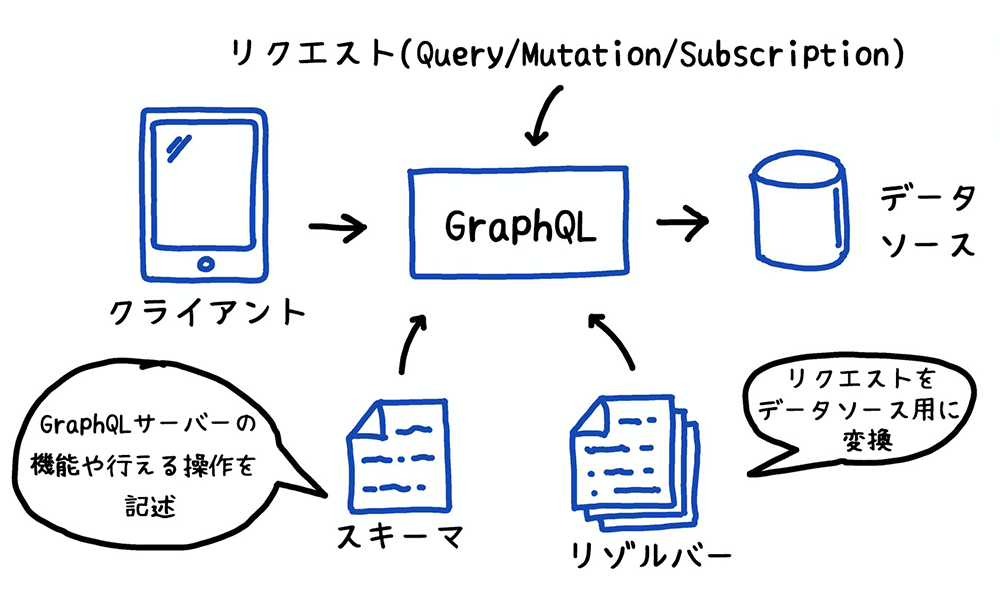 リクエスト(Query/Mutation/Subscription)
GraphQL
データ
ソース
クライアント
GraphQLサーバーの
機能や行える操作を
記述
スキーマ
リクエストを
データソース用に
変換
リゾルバー